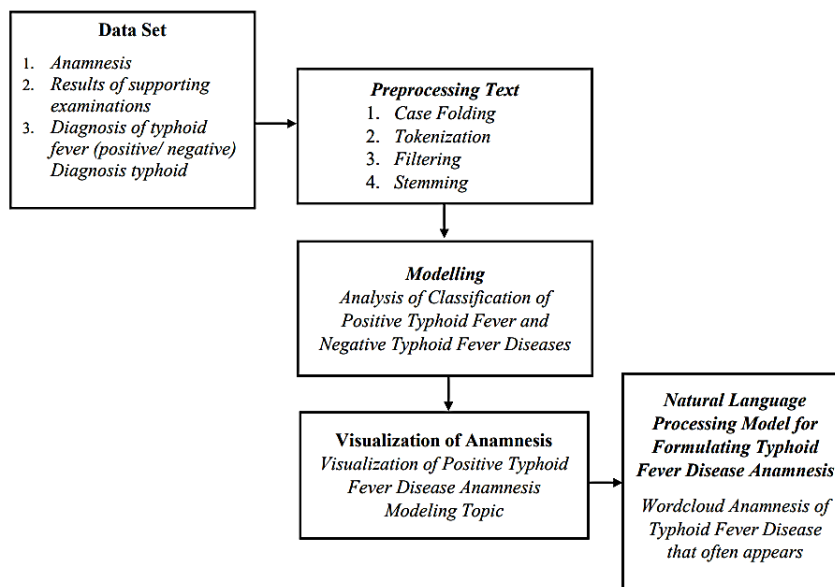 Data Set
1. Anamnesis
2. Results of supporting
examinations
3. Diagnosis of typhoid
fever (positive/ negative)
Diagnosis typhoid
Preprocessing Text
1. Case Folding
2. Tokenization
3. Filtering
4. Stemming
Modelling
Analysis of Classification of
Positive Typhoid Fever and
Negative Typhoid Fever Diseases
Visualization of Anamnesis
Visualization of Positive Typhoid
Fever Disease Anamnesis
Modeling Topic
Natural Language
Processing Model for
Formulating Typhoid
Fever Disease Anamnesis
Wordcloud Anamnesis of
Typhoid Fever Disease
that often appears